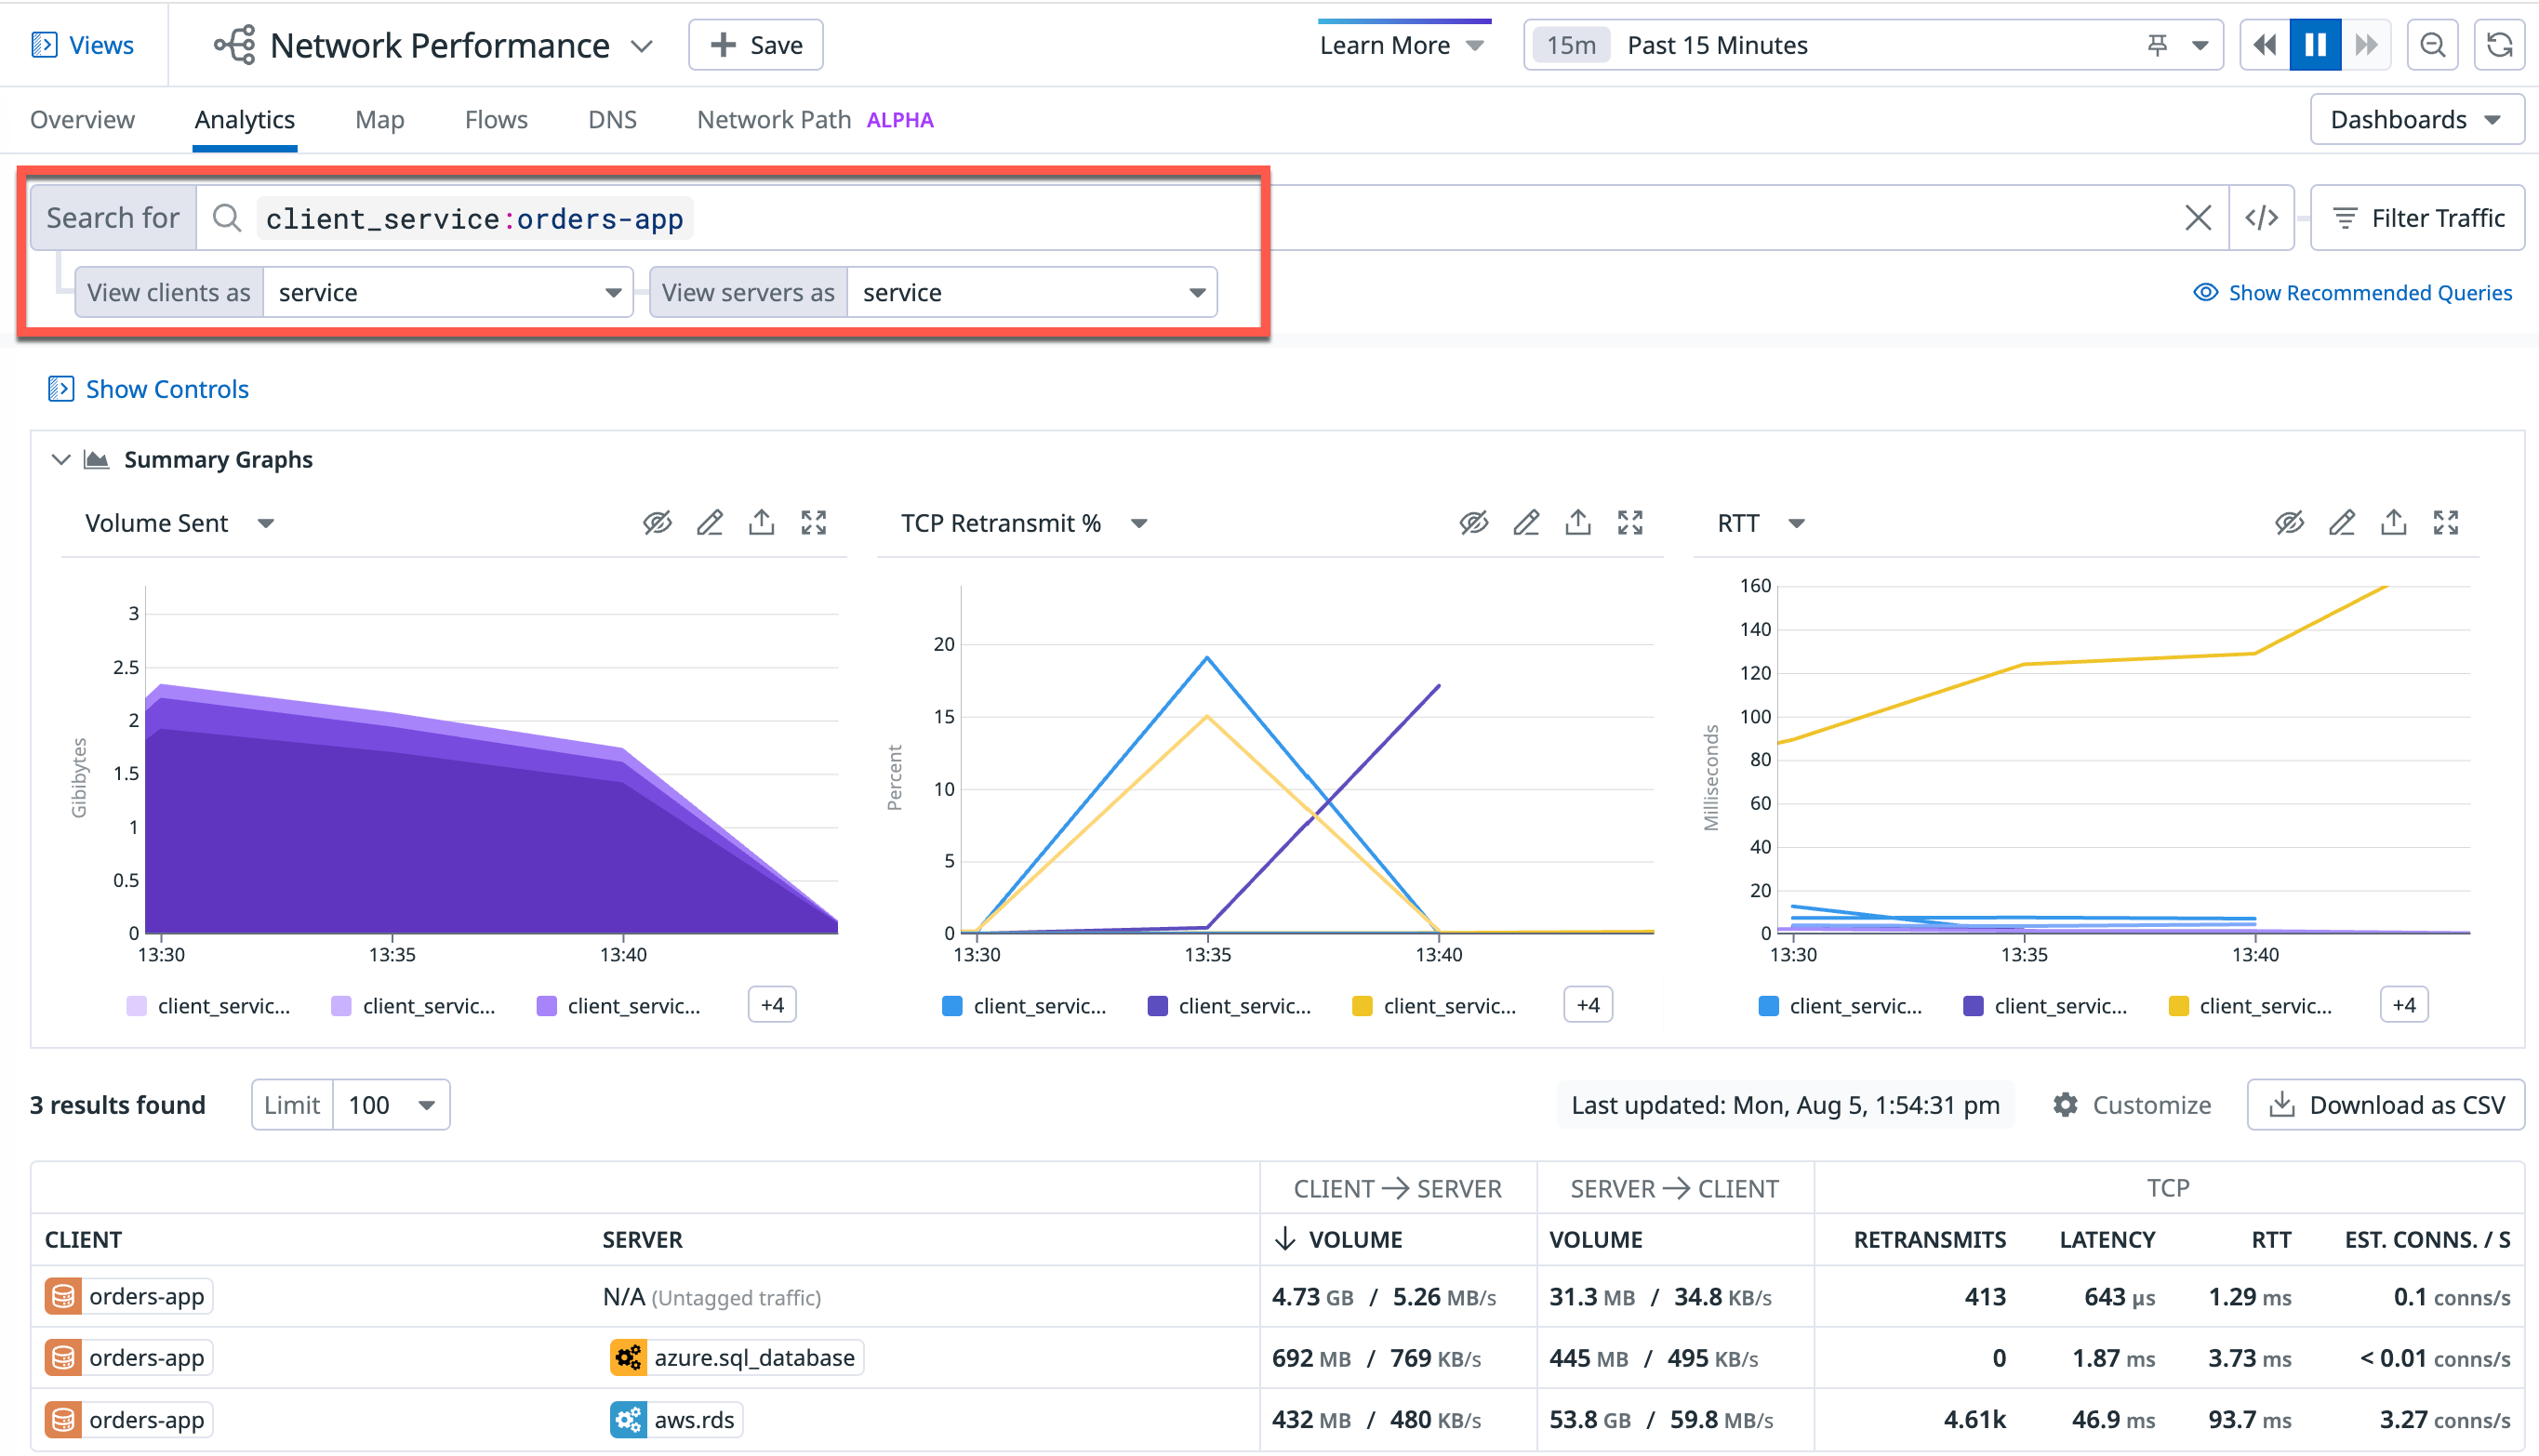 Views Network Performance Save Learn More 15m Past 15 Minutes
Overview Analytics Map Flows DNS Network Path ALPHA Dashboards
Search for client_service:orders-app </> Filter Traffic
View clients as service View servers as service Show Recommended Queries
Show Controls
Summary Graphs
Volume Sent
3
2.5
2
1.5
1
0.5
0
Gibibytes
13:30 13:35 13:40
client_servic... client_servic... client_servic... +4
TCP Retransmit %
20
15
10
5
0
Percent
13:30 13:35 13:40
client_servic... client_servic... client_servic... +4
RTT
160
140
120
100
80
60
40
20
0
Milliseconds
13:30 13:35 13:40
client_servic... client_servic... client_servic... +4
3 results found Limit 100 Last updated: Mon, Aug 5, 1:54:31 pm Customize Download as CSV
CLIENT → SERVER SERVER → CLIENT TCP
CLIENT SERVER ↓ VOLUME VOLUME RETRANSMITS LATENCY RTT EST. CONNS. / S
orders-app N/A (Untagged traffic) 4.73 GB / 5.26 MB/s 31.3 MB / 34.8 KB/s 413 643 µs 1.29 ms 0.1 conns/s
orders-app azure.sql_database 692 MB / 769 KB/s 445 MB / 495 KB/s 0 1.87 ms 3.73 ms < 0.01 conns/s
orders-app aws.rds 432 MB / 480 KB/s 53.8 GB / 59.8 MB/s 4.61k 46.9 ms 93.7 ms 3.27 conns/s